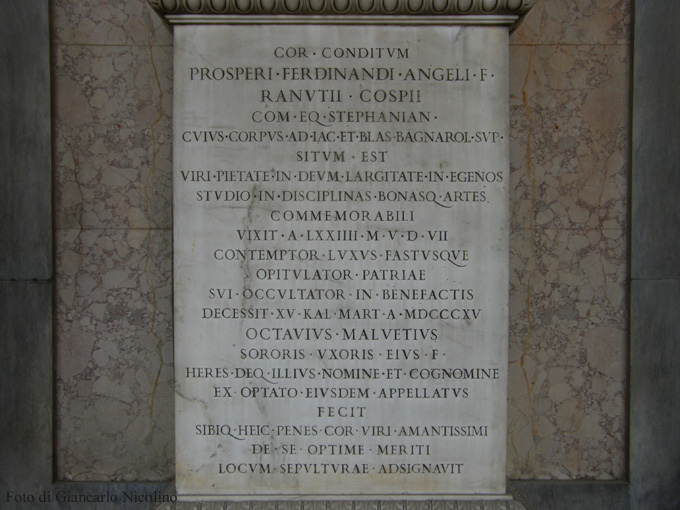 COR · CONDITVM
PROSPERI · FERDINANDI · ANGELI · F ·
RANVTII · COSPII
COM · EQ · STEPHANIAN ·
CVIVS · CORPVS · AD · IAC · ET · BLAS · BAGNAROL · SVP ·
SITVM · EST
VIRI · PIETATE · IN · DEVM · LARGITATE · IN · EGENOS
STVDIO · IN · DISCIPLINAS · BONASQ · ARTES
COMMEMORABILI
VIXIT · A · LXXIIII · M · V · D · VII
CONTEMPTOR · LVXVS · FASTVSQVE
OPITVLATOR · PATRIAE
SVI · OCCVLTATOR · IN · BENEFACTIS
DECESSIT · XV · KAL · MART · A · MDCCCXV
OCTAVIVS · MALVETIVS
SORORIS · VXORIS · EIVS · F ·
HERES · DEQ · ILLIVS · NOMINE · ET · COGNOMINE
EX · OPTATO · EIVSDEM · APPELLATVS
FECIT
SIBIQ · HEIC · PENES · COR · VIRI · AMANTISSIMI
DE · SE · OPTIME · MERITI
LOCVM · SEPVLTVRAE · ADSIGNAVIT
Foto di Giancarlo Nicolino